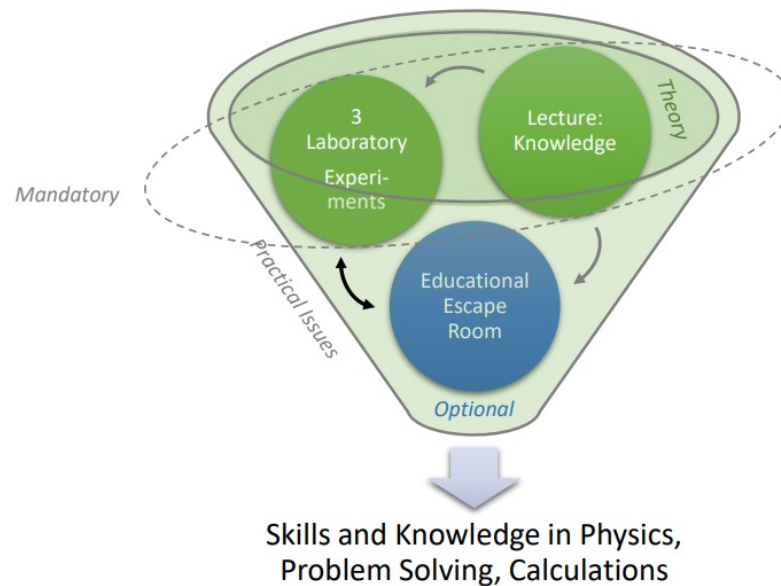 3
Laboratory
Experi-
ments
Lecture:
Knowledge
Theory
Mandatory
Practical Issues
Educational
Escape
Room
Optional
Skills and Knowledge in Physics,
Problem Solving, Calculations